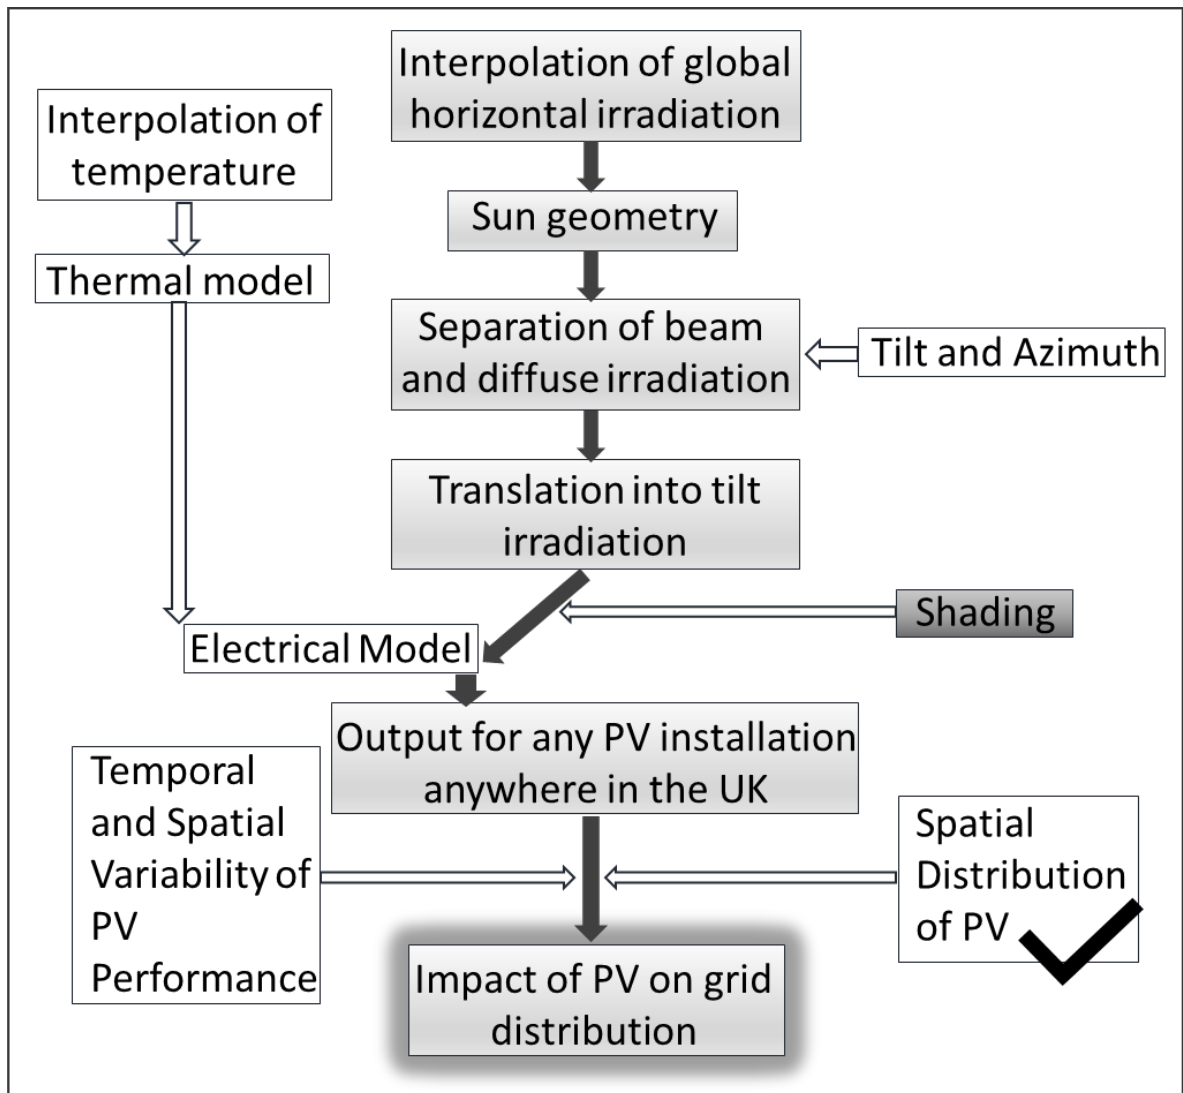 Interpolation of global
horizontal irradiation
Interpolation of
temperature
Sun geometry
Thermal model
Separation of beam
and diffuse irradiation
Tilt and Azimuth
Translation into tilt
irradiation
Shading
Electrical Model
Output for any PV installation
anywhere in the UK
Temporal
and Spatial
Variability of
PV
Performance
Spatial
Distribution
of PV
Impact of PV on grid
distribution